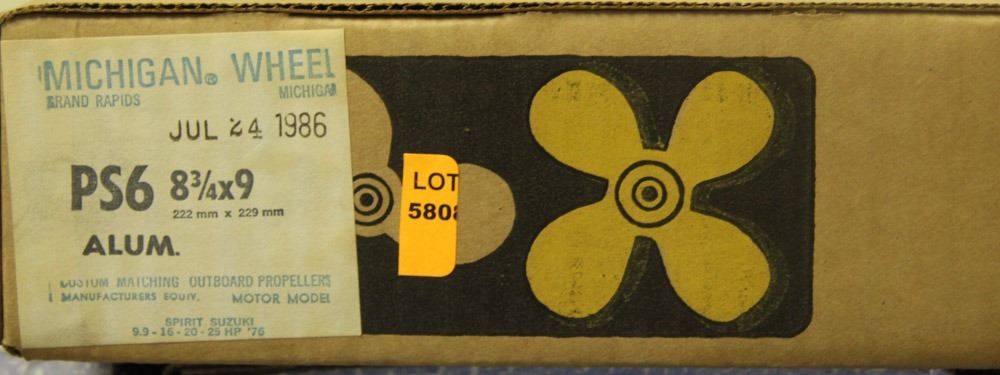 MICHIGAN® WHEEL
GRAND RAPIDS MICHIGAN
JUL 24 1986
PS6 8¾x9
222 mm x 229 mm
ALUM.
CUSTOM MATCHING OUTBOARD PROPELLERS
MANUFACTURERS EQUIV. MOTOR MODEL
SPIRIT SUZUKI
9.9 - 16 - 20 - 25 HP '76
LOT
5808